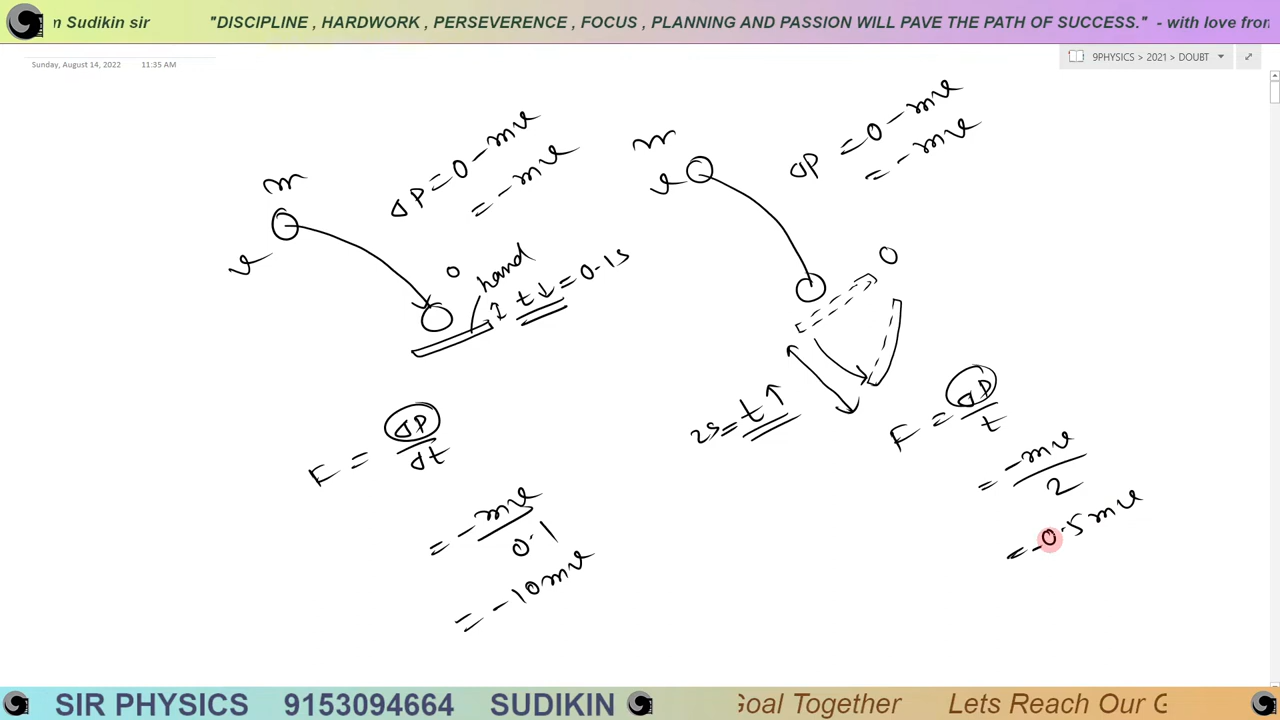 m Sudikin sir "DISCIPLINE , HARDWORK , PERSEVERENCE , FOCUS , PLANNING AND PASSION WILL PAVE THE PATH OF SUCCESS." - with love from
Sunday, August 14, 2022 11:35 AM
9PHYSICS > 2021 > DOUBT
m
v
ΔP = 0 - mv
= -mv
0
hand
t↓ = 0.1s
F = ΔP/Δt
= -mv/0.1
= -10mv
m
v
ΔP = 0 - mv
= -mv
0
2s = t↑
F = ΔP/t
= -mv/2
= -0.5mv
SIR PHYSICS 9153094664 SUDIKIN Goal Together Lets Reach Our G